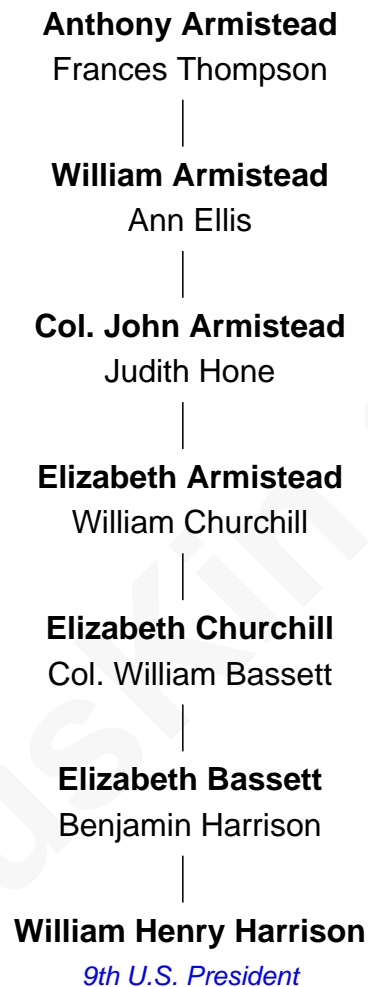 Anthony Armistead
Frances Thompson
William Armistead
Ann Ellis
Col. John Armistead
Judith Hone
Elizabeth Armistead
William Churchill
Elizabeth Churchill
Col. William Bassett
Elizabeth Bassett
Benjamin Harrison
William Henry Harrison
9th U.S. President